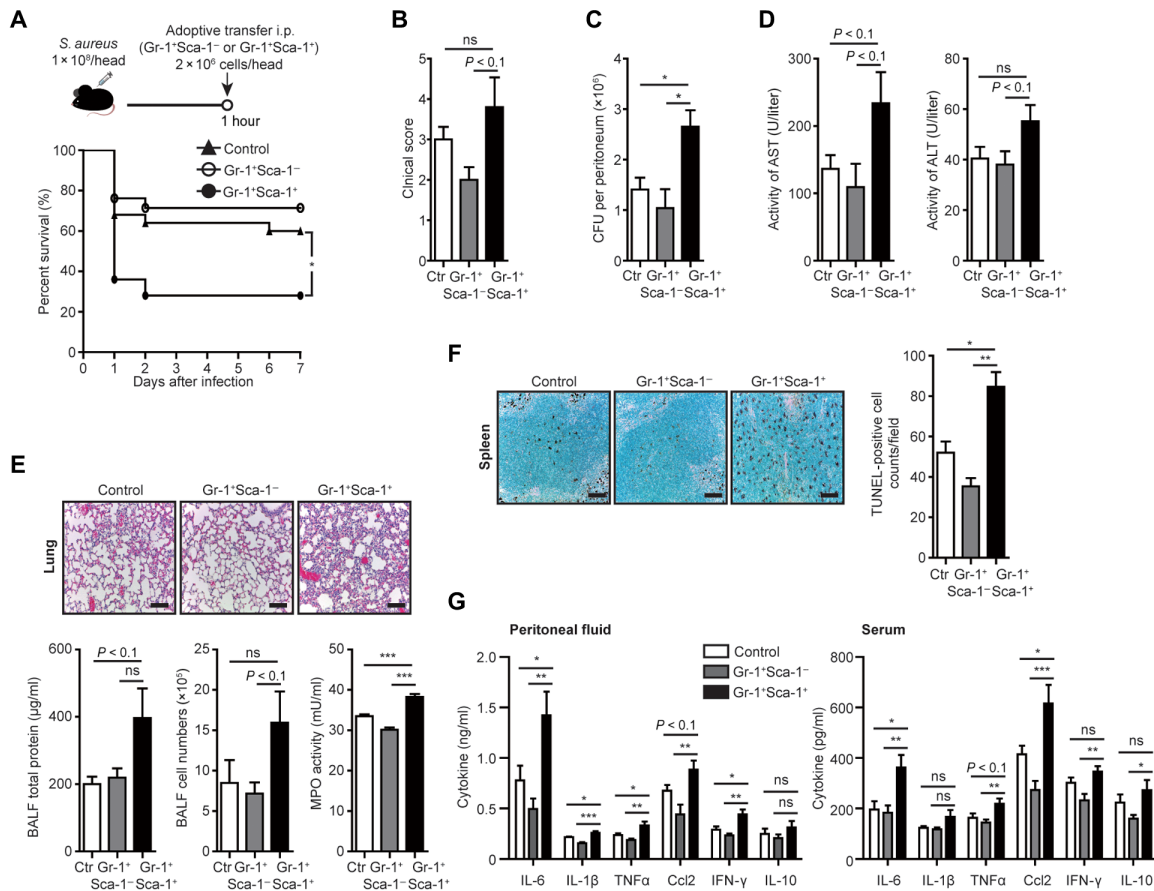 A
S. aureus
1 × 10⁸/head
Adoptive transfer i.p.
(Gr-1⁺Sca-1⁻ or Gr-1⁺Sca-1⁺)
2 × 10⁶ cells/head
1 hour
Control
Gr-1⁺Sca-1⁻
Gr-1⁺Sca-1⁺
Percent survival (%)
100
80
60
40
20
0
*
0 1 2 3 4 5 6 7
Days after infection
B
ns
P < 0.1
Clinical score
5
4
3
2
1
0
Ctr Gr-1⁺ Gr-1⁺
Sca-1⁻Sca-1⁺
C
*
*
CFU per peritoneum (×10⁶)
4
3
2
1
0
Ctr Gr-1⁺ Gr-1⁺
Sca-1⁻Sca-1⁺
D
P < 0.1
P < 0.1
Activity of AST (U/liter)
300
200
100
0
Ctr Gr-1⁺ Gr-1⁺
Sca-1⁻Sca-1⁺
ns
P < 0.1
Activity of ALT (U/liter)
80
60
40
20
0
Ctr Gr-1⁺ Gr-1⁺
Sca-1⁻Sca-1⁺
F
Control Gr-1⁺Sca-1⁻ Gr-1⁺Sca-1⁺
Spleen
*
**
TUNEL-positive cell
counts/field
100
80
60
40
20
0
Ctr Gr-1⁺ Gr-1⁺
Sca-1⁻Sca-1⁺
E
Control Gr-1⁺Sca-1⁻ Gr-1⁺Sca-1⁺
Lung
P < 0.1
ns
BALF total protein (μg/ml)
600
400
200
0
Ctr Gr-1⁺ Gr-1⁺
Sca-1⁻Sca-1⁺
ns
P < 0.1
BALF cell numbers (×10⁵)
25
20
15
10
5
0
Ctr Gr-1⁺ Gr-1⁺
Sca-1⁻Sca-1⁺
***
***
MPO activity (mU/ml)
50
40
30
20
10
0
Ctr Gr-1⁺ Gr-1⁺
Sca-1⁻Sca-1⁺
G
Peritoneal fluid
Control
Gr-1⁺Sca-1⁻
Gr-1⁺Sca-1⁺
Cytokine (ng/ml)
2.0
1.5
1.0
0.5
0
*
**
*
***
*
**
P < 0.1
**
*
**
ns
ns
IL-6 IL-1β TNFα Ccl2 IFN-γ IL-10
Serum
Cytokine (pg/ml)
800
600
400
200
0
*
**
ns
ns
P < 0.1
**
*
***
ns
**
ns
*
IL-6 IL-1β TNFα Ccl2 IFN-γ IL-10